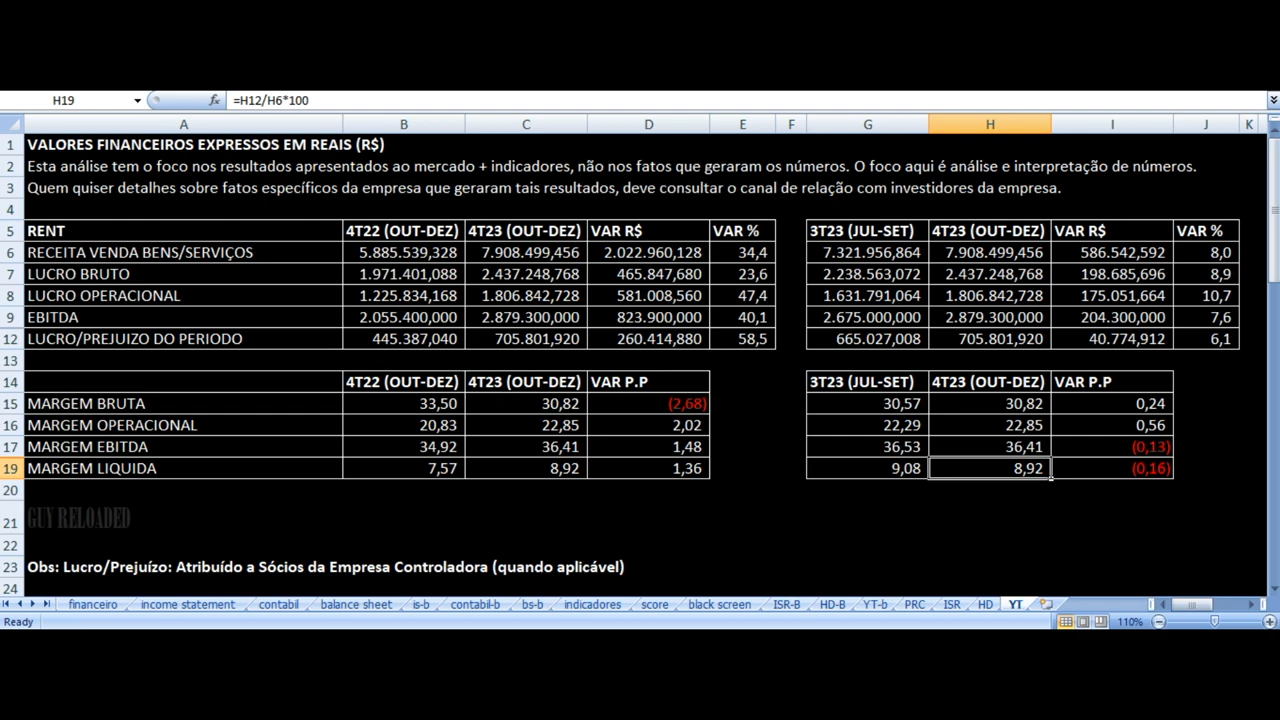 H19 fx =H12/H6*100
A B C D E F G H I J K
1 VALORES FINANCEIROS EXPRESSOS EM REAIS (R$)
2 Esta análise tem o foco nos resultados apresentados ao mercado + indicadores, não nos fatos que geraram os números. O foco aqui é análise e interpretação de números.
3 Quem quiser detalhes sobre fatos específicos da empresa que geraram tais resultados, deve consultar o canal de relação com investidores da empresa.
4
5 RENT 4T22 (OUT-DEZ) 4T23 (OUT-DEZ) VAR R$ VAR % 3T23 (JUL-SET) 4T23 (OUT-DEZ) VAR R$ VAR %
6 RECEITA VENDA BENS/SERVIÇOS 5.885.539,328 7.908.499,456 2.022.960,128 34,4 7.321.956,864 7.908.499,456 586.542,592 8,0
7 LUCRO BRUTO 1.971.401,088 2.437.248,768 465.847,680 23,6 2.238.563,072 2.437.248,768 198.685,696 8,9
8 LUCRO OPERACIONAL 1.225.834,168 1.806.842,728 581.008,560 47,4 1.631.791,064 1.806.842,728 175.051,664 10,7
9 EBITDA 2.055.400,000 2.879.300,000 823.900,000 40,1 2.675.000,000 2.879.300,000 204.300,000 7,6
12 LUCRO/PREJUIZO DO PERIODO 445.387,040 705.801,920 260.414,880 58,5 665.027,008 705.801,920 40.774,912 6,1
13
14 4T22 (OUT-DEZ) 4T23 (OUT-DEZ) VAR P.P 3T23 (JUL-SET) 4T23 (OUT-DEZ) VAR P.P
15 MARGEM BRUTA 33,50 30,82 (2,68) 30,57 30,82 0,24
16 MARGEM OPERACIONAL 20,83 22,85 2,02 22,29 22,85 0,56
17 MARGEM EBITDA 34,92 36,41 1,48 36,53 36,41 (0,13)
19 MARGEM LIQUIDA 7,57 8,92 1,36 9,08 8,92 (0,16)
20
21 GUY RELOADED
22
23 Obs: Lucro/Prejuízo: Atribuído a Sócios da Empresa Controladora (quando aplicável)
24
financeiro income statement contabil balance sheet is-b contabil-b bs-b indicadores score black screen ISR-B HD-B YT-b PRC ISR HD YT
Ready 110%